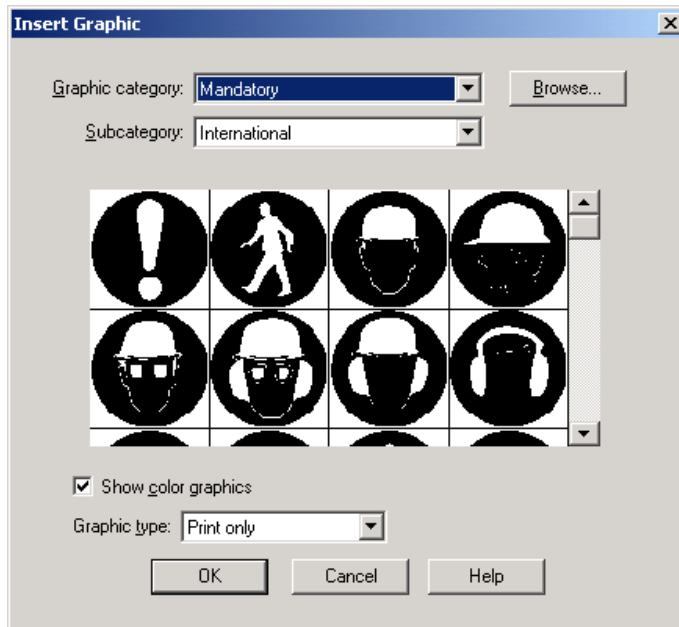 Insert Graphic
Graphic category: Mandatory Browse...
Subcategory: International
Show color graphics
Graphic type: Print only
OK Cancel Help